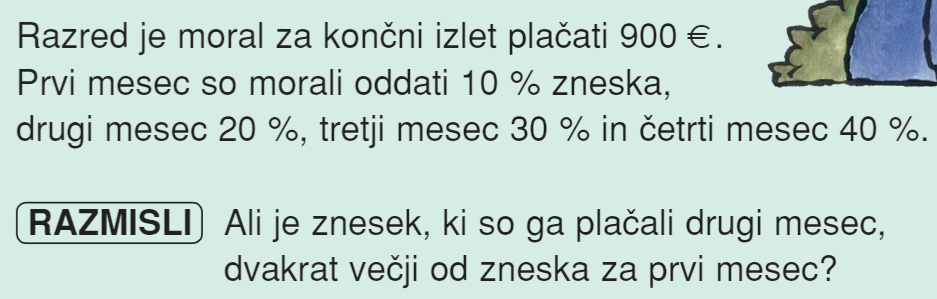 Razred je moral za končni izlet plačati 900 €.
Prvi mesec so morali oddati 10 % zneska,
drugi mesec 20 %, tretji mesec 30 % in četrti mesec 40 %.
RAZMISLI Ali je znesek, ki so ga plačali drugi mesec,
dvakrat večji od zneska za prvi mesec?